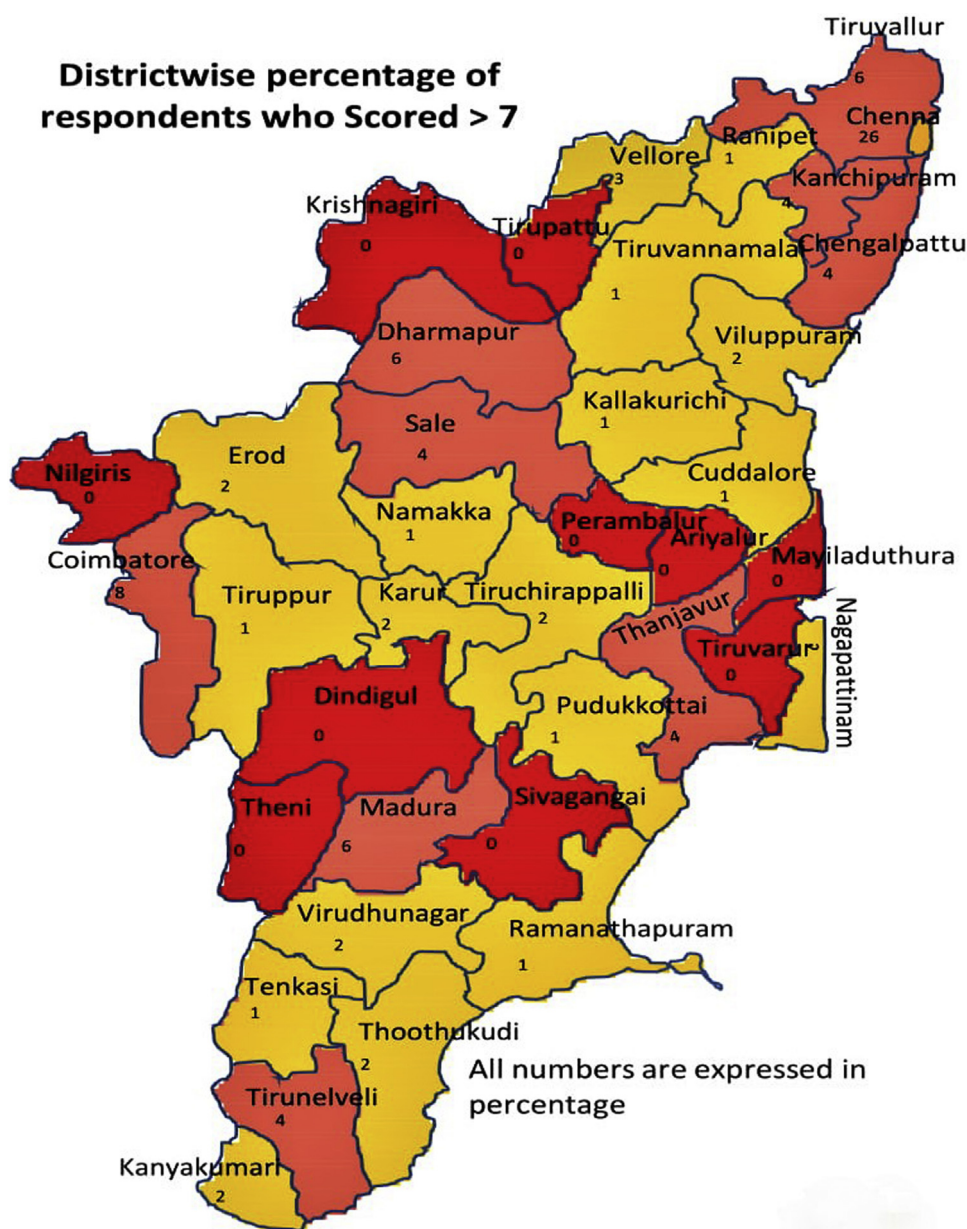 Tiruvallur
Districtwise percentage of
respondents who Scored > 7
6
Chenna
26
Ranipet
1
Vellore
3
Kanchipuram
4
Krishnagiri
0
Tirupattu
0
Tiruvannamalai
1
Chengalpattu
4
Dharmapur
6
Viluppuram
2
Kallakurichi
1
Sale
4
Erod
2
Nilgiris
0
Cuddalore
1
Namakka
1
Perambalur
0
Ariyalur
0
Mayiladuthura
0
Coimbatore
8
Tiruppur
1
Karur
2
Tiruchirappalli
2
Thanjavur
4
Tiruvarur
0
Nagapattinam
2
Dindigul
0
Pudukkottai
1
Theni
0
Madura
6
Sivagangai
0
Virudhunagar
2
Ramanathapuram
1
Tenkasi
1
Thoothukudi
2
All numbers are expressed in
percentage
Tirunelveli
4
Kanyakumari
2